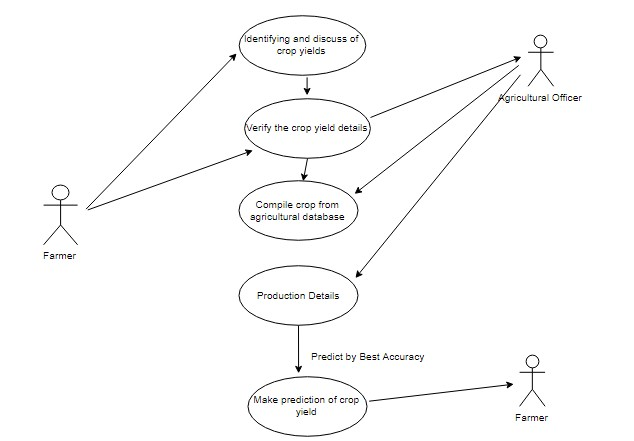 Identifying and discuss of
crop yields
Agricultural Officer
Verify the crop yield details
Compile crop from
agricultural database
Farmer
Production Details
Predict by Best Accuracy
Make prediction of crop
yield
Farmer